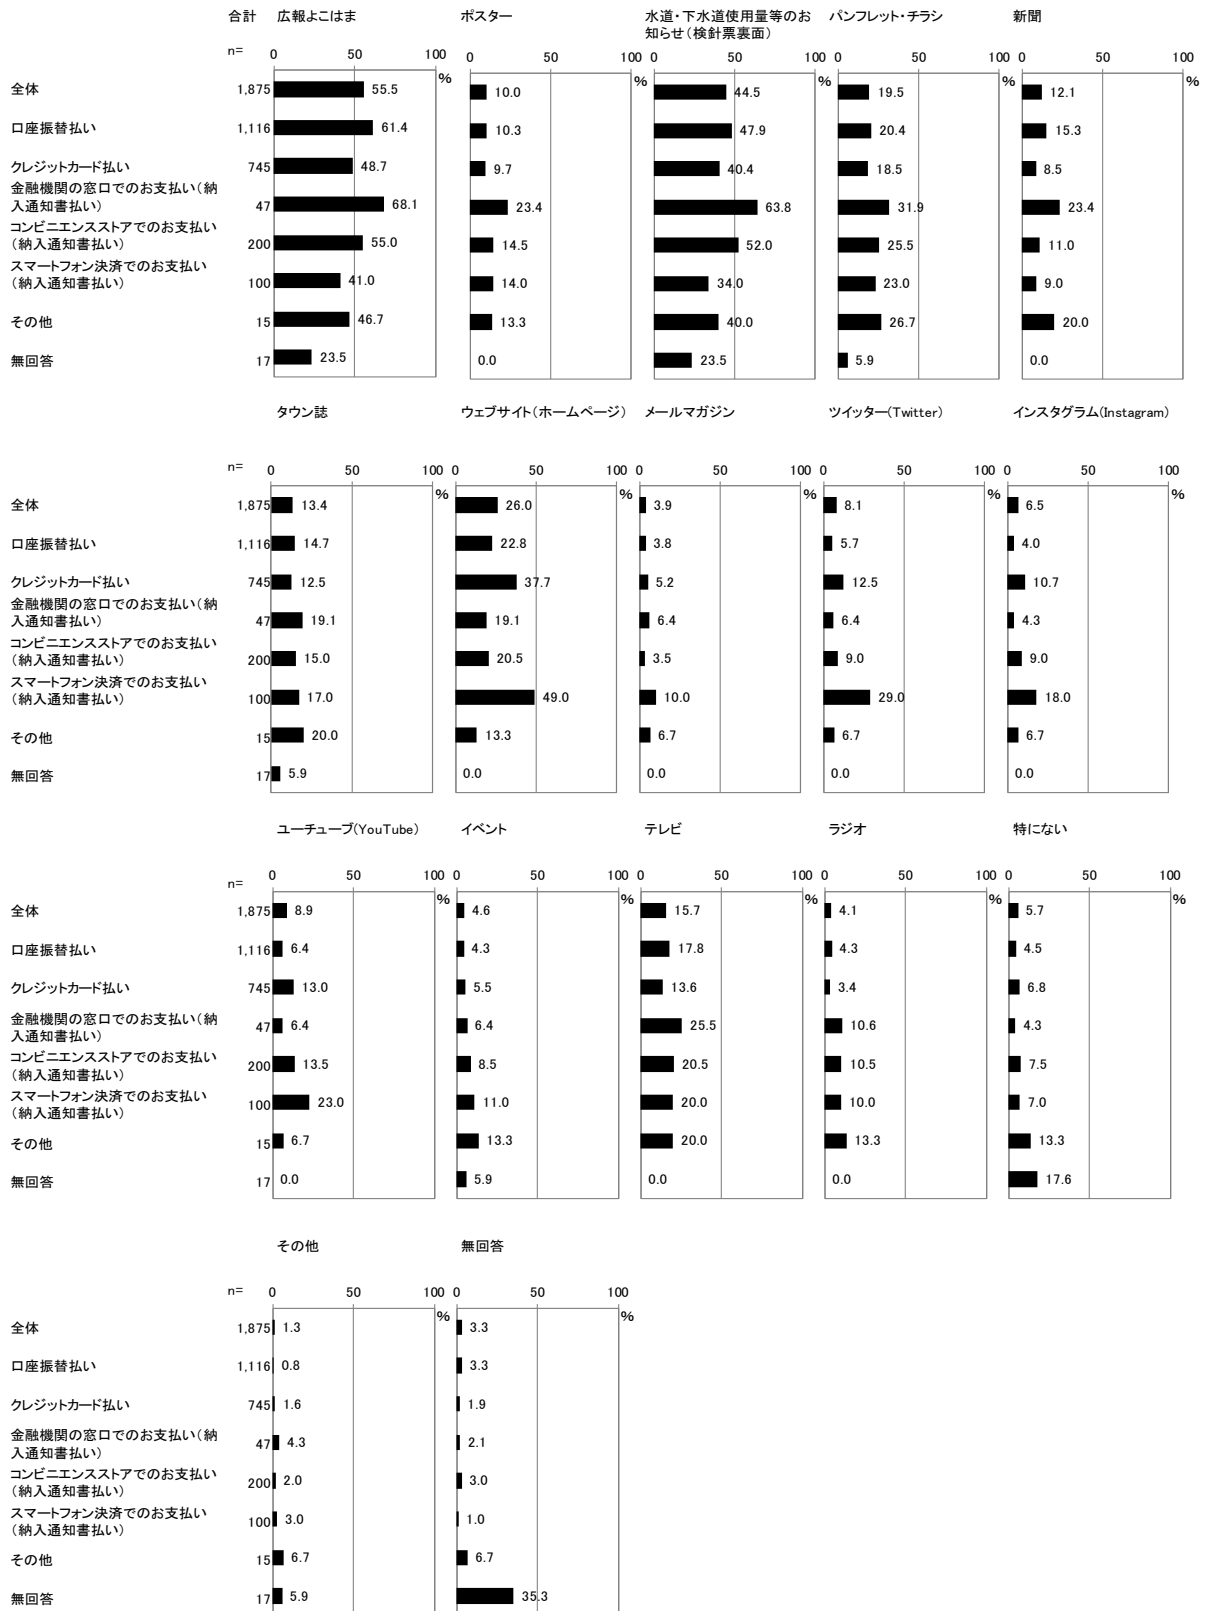 合計 広報よこはま ポスター 水道・下水道使用量等のお パンフレット・チラシ 新聞
知らせ（検針票裏面）
n= 0 50 100 0 50 100 0 50 100 0 50 100 0 50 100
% % % % %
全体 1,875 55.5 10.0 44.5 19.5 12.1
口座振替払い 1,116 61.4 10.3 47.9 20.4 15.3
クレジットカード払い 745 48.7 9.7 40.4 18.5 8.5
金融機関の窓口でのお支払い（納
入通知書払い） 47 68.1 23.4 63.8 31.9 23.4
コンビニエンスストアでのお支払い
（納入通知書払い） 200 55.0 14.5 52.0 25.5 11.0
スマートフォン決済でのお支払い
（納入通知書払い） 100 41.0 14.0 34.0 23.0 9.0
その他 15 46.7 13.3 40.0 26.7 20.0
無回答 17 23.5 0.0 23.5 5.9 0.0
タウン誌 ウェブサイト（ホームページ） メールマガジン ツイッター(Twitter) インスタグラム(Instagram)
n= 0 50 100 0 50 100 0 50 100 0 50 100 0 50 100
% % % % %
全体 1,875 13.4 26.0 3.9 8.1 6.5
口座振替払い 1,116 14.7 22.8 3.8 5.7 4.0
クレジットカード払い 745 12.5 37.7 5.2 12.5 10.7
金融機関の窓口でのお支払い（納
入通知書払い） 47 19.1 19.1 6.4 6.4 4.3
コンビニエンスストアでのお支払い
（納入通知書払い） 200 15.0 20.5 3.5 9.0 9.0
スマートフォン決済でのお支払い
（納入通知書払い） 100 17.0 49.0 10.0 29.0 18.0
その他 15 20.0 13.3 6.7 6.7 6.7
無回答 17 5.9 0.0 0.0 0.0 0.0
ユーチューブ(YouTube) イベント テレビ ラジオ 特にない
n= 0 50 100 0 50 100 0 50 100 0 50 100 0 50 100
% % % % %
全体 1,875 8.9 4.6 15.7 4.1 5.7
口座振替払い 1,116 6.4 4.3 17.8 4.3 4.5
クレジットカード払い 745 13.0 5.5 13.6 3.4 6.8
金融機関の窓口でのお支払い（納
入通知書払い） 47 6.4 6.4 25.5 10.6 4.3
コンビニエンスストアでのお支払い
（納入通知書払い） 200 13.5 8.5 20.5 10.5 7.5
スマートフォン決済でのお支払い
（納入通知書払い） 100 23.0 11.0 20.0 10.0 7.0
その他 15 6.7 13.3 20.0 13.3 13.3
無回答 17 0.0 5.9 0.0 0.0 17.6
その他 無回答
n= 0 50 100 0 50 100
% %
全体 1,875 1.3 3.3
口座振替払い 1,116 0.8 3.3
クレジットカード払い 745 1.6 1.9
金融機関の窓口でのお支払い（納
入通知書払い） 47 4.3 2.1
コンビニエンスストアでのお支払い
（納入通知書払い） 200 2.0 3.0
スマートフォン決済でのお支払い
（納入通知書払い） 100 3.0 1.0
その他 15 6.7 6.7
無回答 17 5.9 35.3